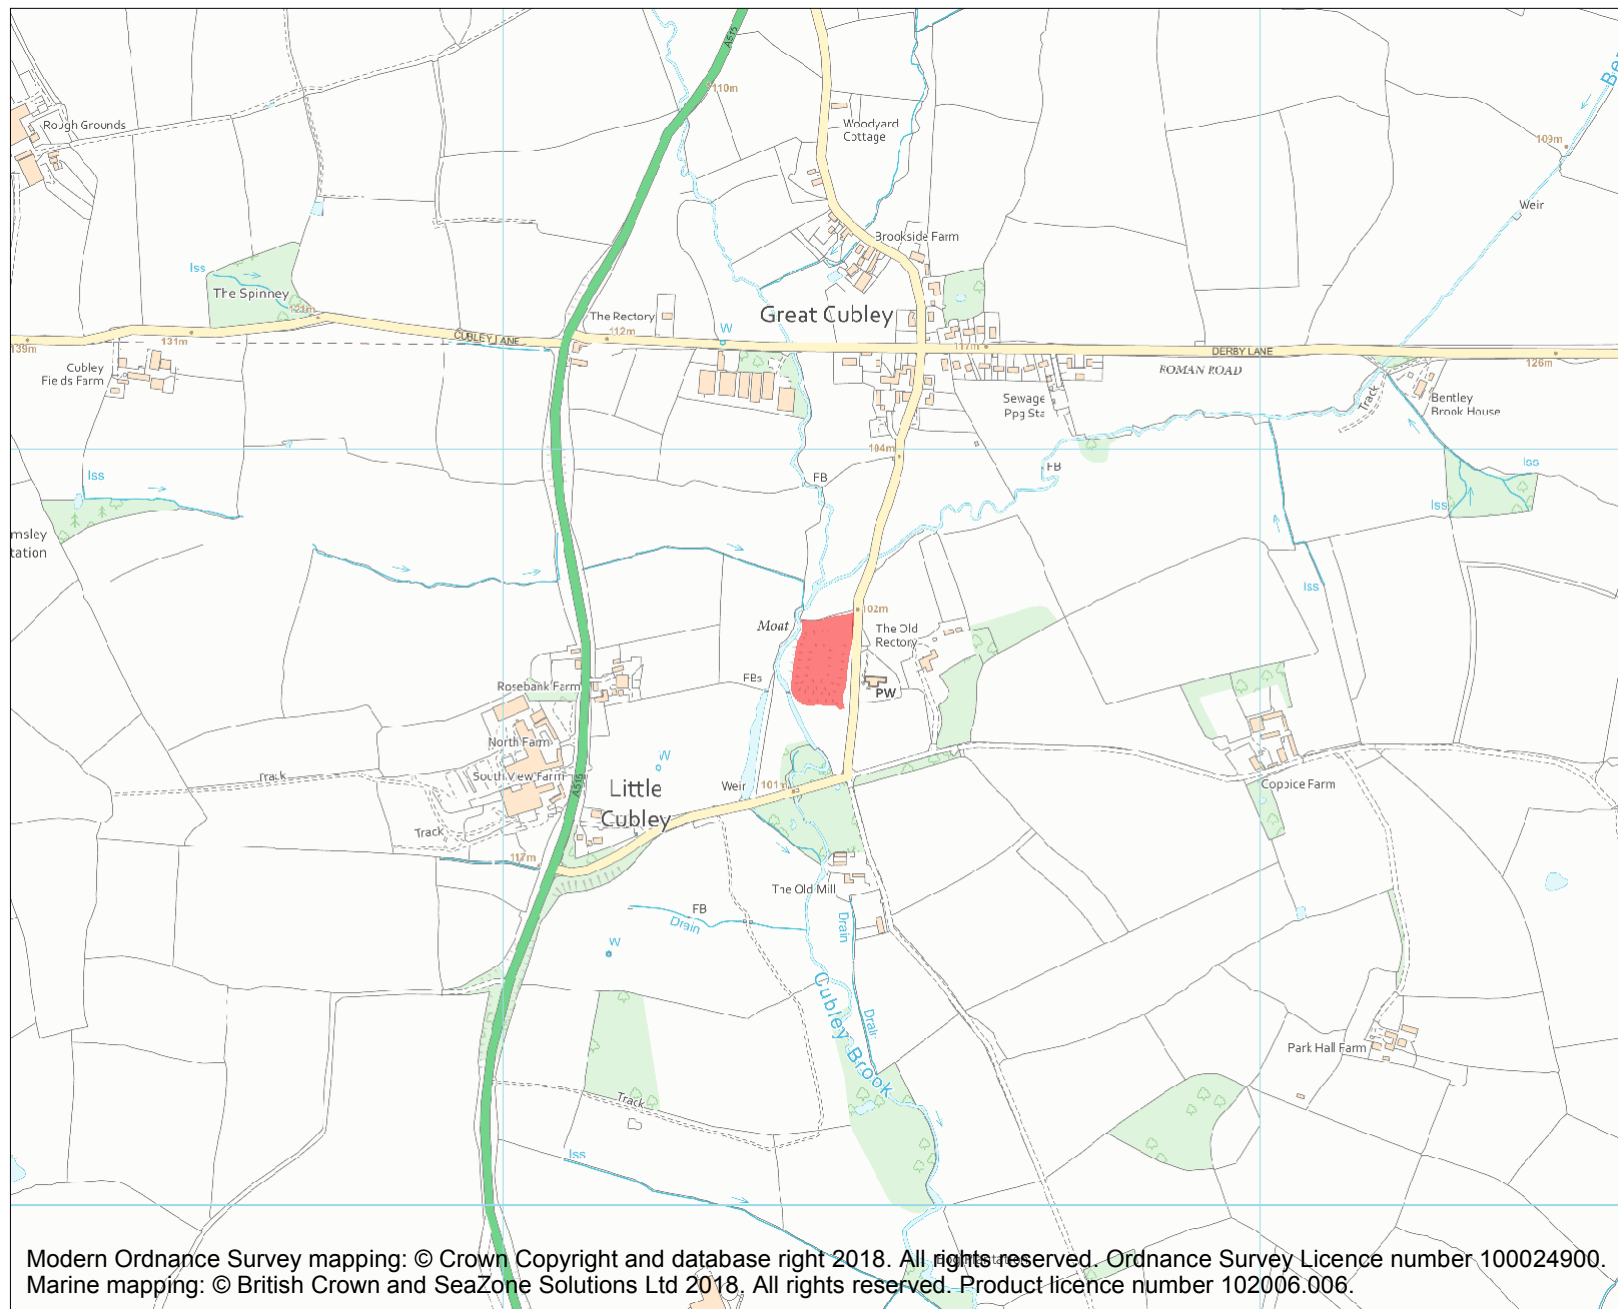 A515
110m
Rough Grounds
Woodyard
Cottage
109m
Weir
Brookside Farm
Iss
The Spinney
121m
The Rectory
112m
W
Great Cubley
139m
131m
CUBLEY LANE
117m
DERBY LANE
126m
ROMAN ROAD
Cubley
Fields Farm
Sewage
Ppg Sta
Track
Bentley
Brook House
104m
FB
FB
Iss
Iss
Iss
msley
tation
Iss
102m
Moat
The Old
Rectory
FBs
PW
Rosebank Farm
North Farm
W
Track
South View Farm
A515
Little
Cubley
Weir
101m
Coppice Farm
Track
117m
The Old Mill
FB
Drain
Drain
W
Cubley Brook
Drain
Park Hall Farm
Track
Iss
Modern Ordnance Survey mapping: © Crown Copyright and database right 2018. All rights reserved. Ordnance Survey Licence number 100024900.
Marine mapping: © British Crown and SeaZone Solutions Ltd 2018. All rights reserved. Product licence number 102006.006.